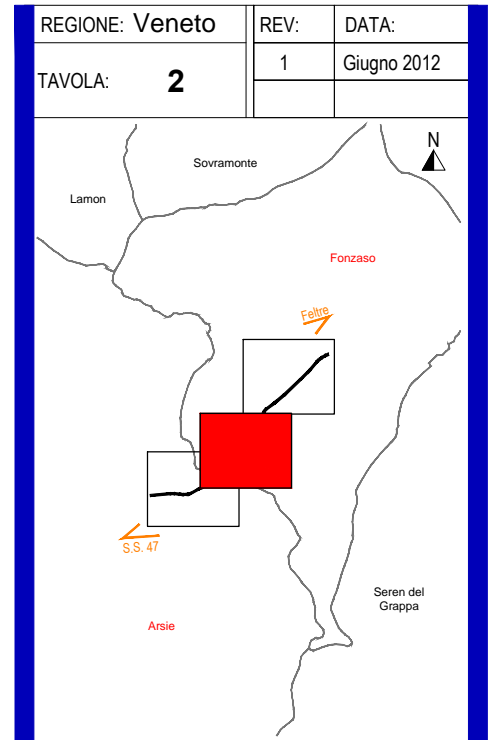 REGIONE: Veneto
REV:
DATA:
TAVOLA: 2
1
Giugno 2012
N
Sovramonte
Lamon
Fonzaso
Feltre
S.S. 47
Seren del
Grappa
Arsie